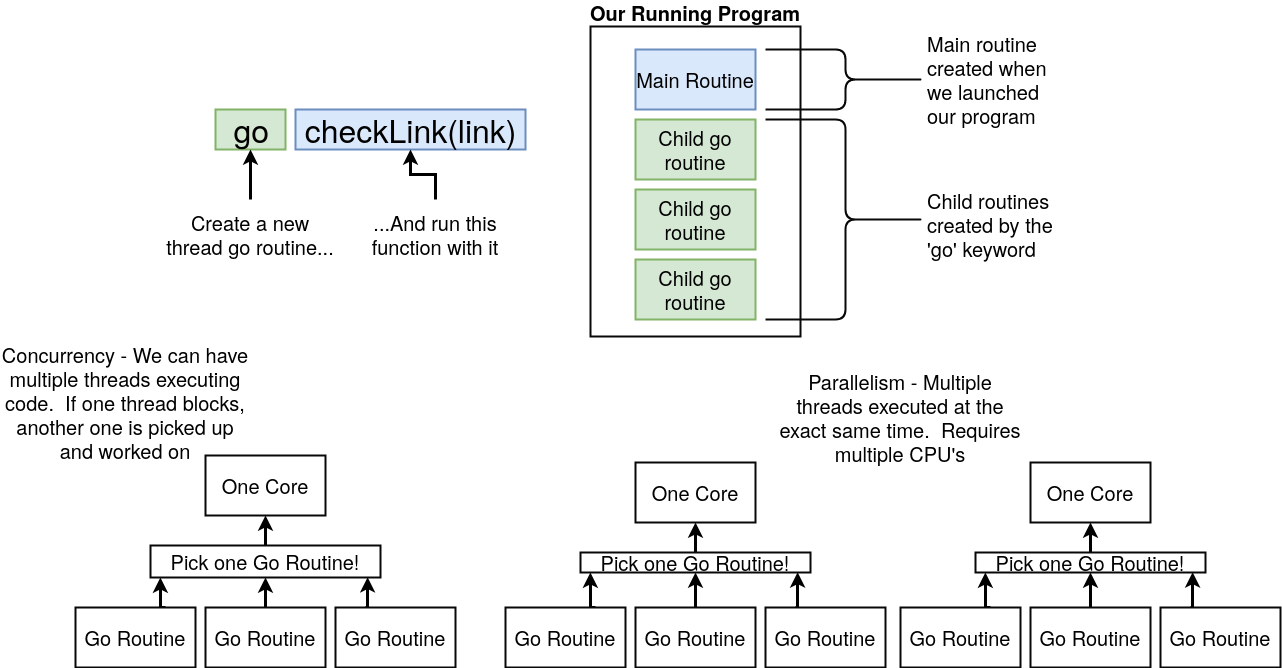 Our Running Program
Main Routine
Child go
routine
Child go
routine
Child go
routine
Main routine
created when
we launched
our program
Child routines
created by the
'go' keyword
go
checkLink(link)
Create a new
thread go routine...
...And run this
function with it
Concurrency - We can have
multiple threads executing
code.  If one thread blocks,
another one is picked up
and worked on
One Core
Pick one Go Routine!
Go Routine
Go Routine
Go Routine
Parallelism - Multiple
threads executed at the
exact same time.  Requires
multiple CPU's
One Core
Pick one Go Routine!
Go Routine
Go Routine
Go Routine
One Core
Pick one Go Routine!
Go Routine
Go Routine
Go Routine